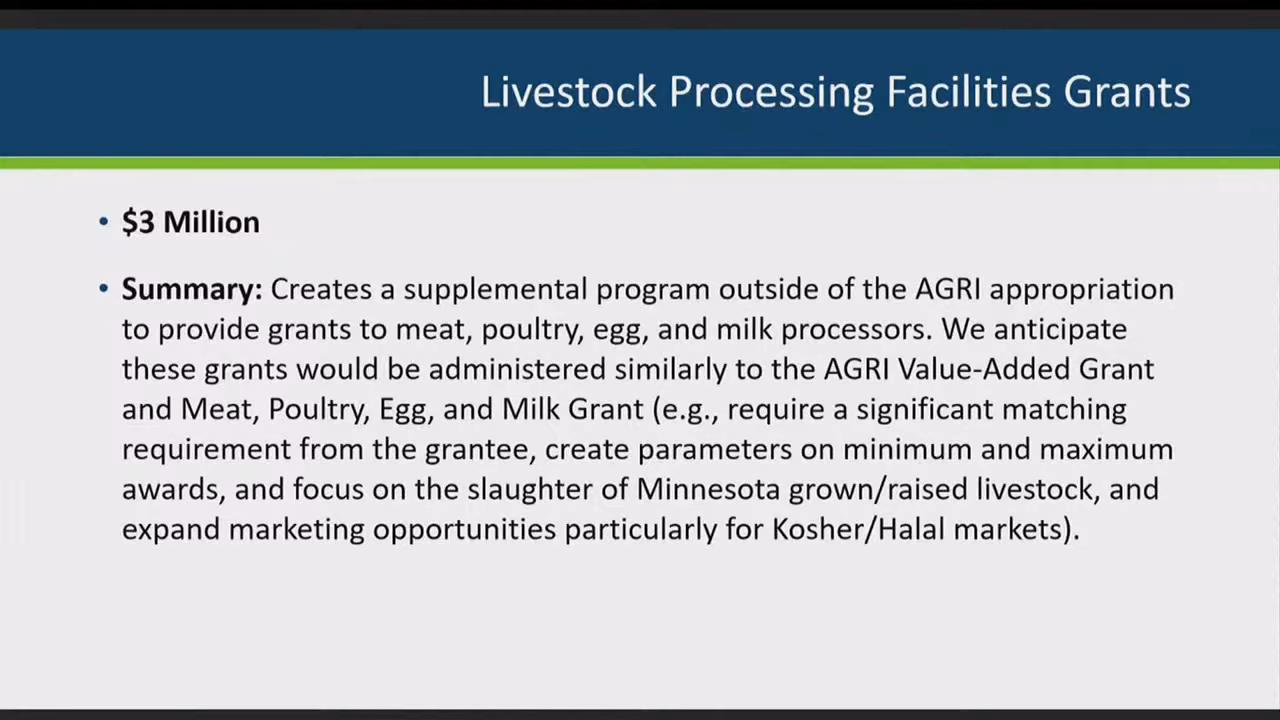 Livestock Processing Facilities Grants
• $3 Million
• Summary: Creates a supplemental program outside of the AGRI appropriation
to provide grants to meat, poultry, egg, and milk processors. We anticipate
these grants would be administered similarly to the AGRI Value-Added Grant
and Meat, Poultry, Egg, and Milk Grant (e.g., require a significant matching
requirement from the grantee, create parameters on minimum and maximum
awards, and focus on the slaughter of Minnesota grown/raised livestock, and
expand marketing opportunities particularly for Kosher/Halal markets).